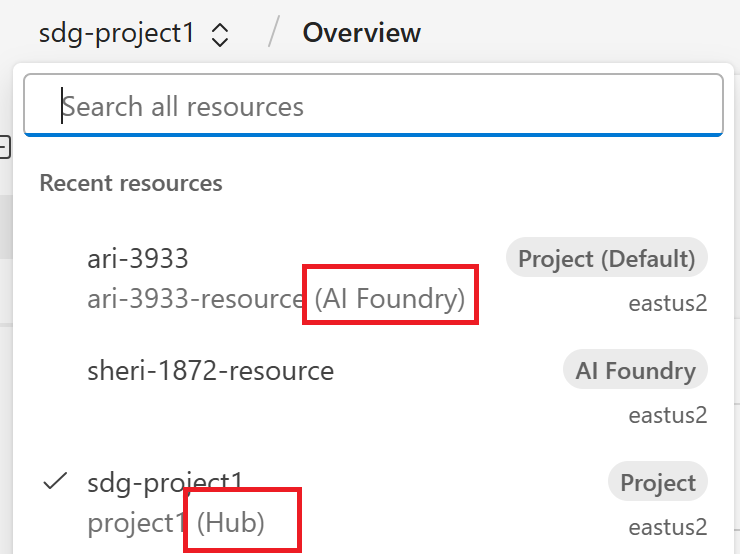 sdg-project1 / Overview
Search all resources
Recent resources
ari-3933 Project (Default)
ari-3933-resource (AI Foundry) eastus2
sheri-1872-resource AI Foundry
eastus2
sdg-project1 Project
project1 (Hub) eastus2